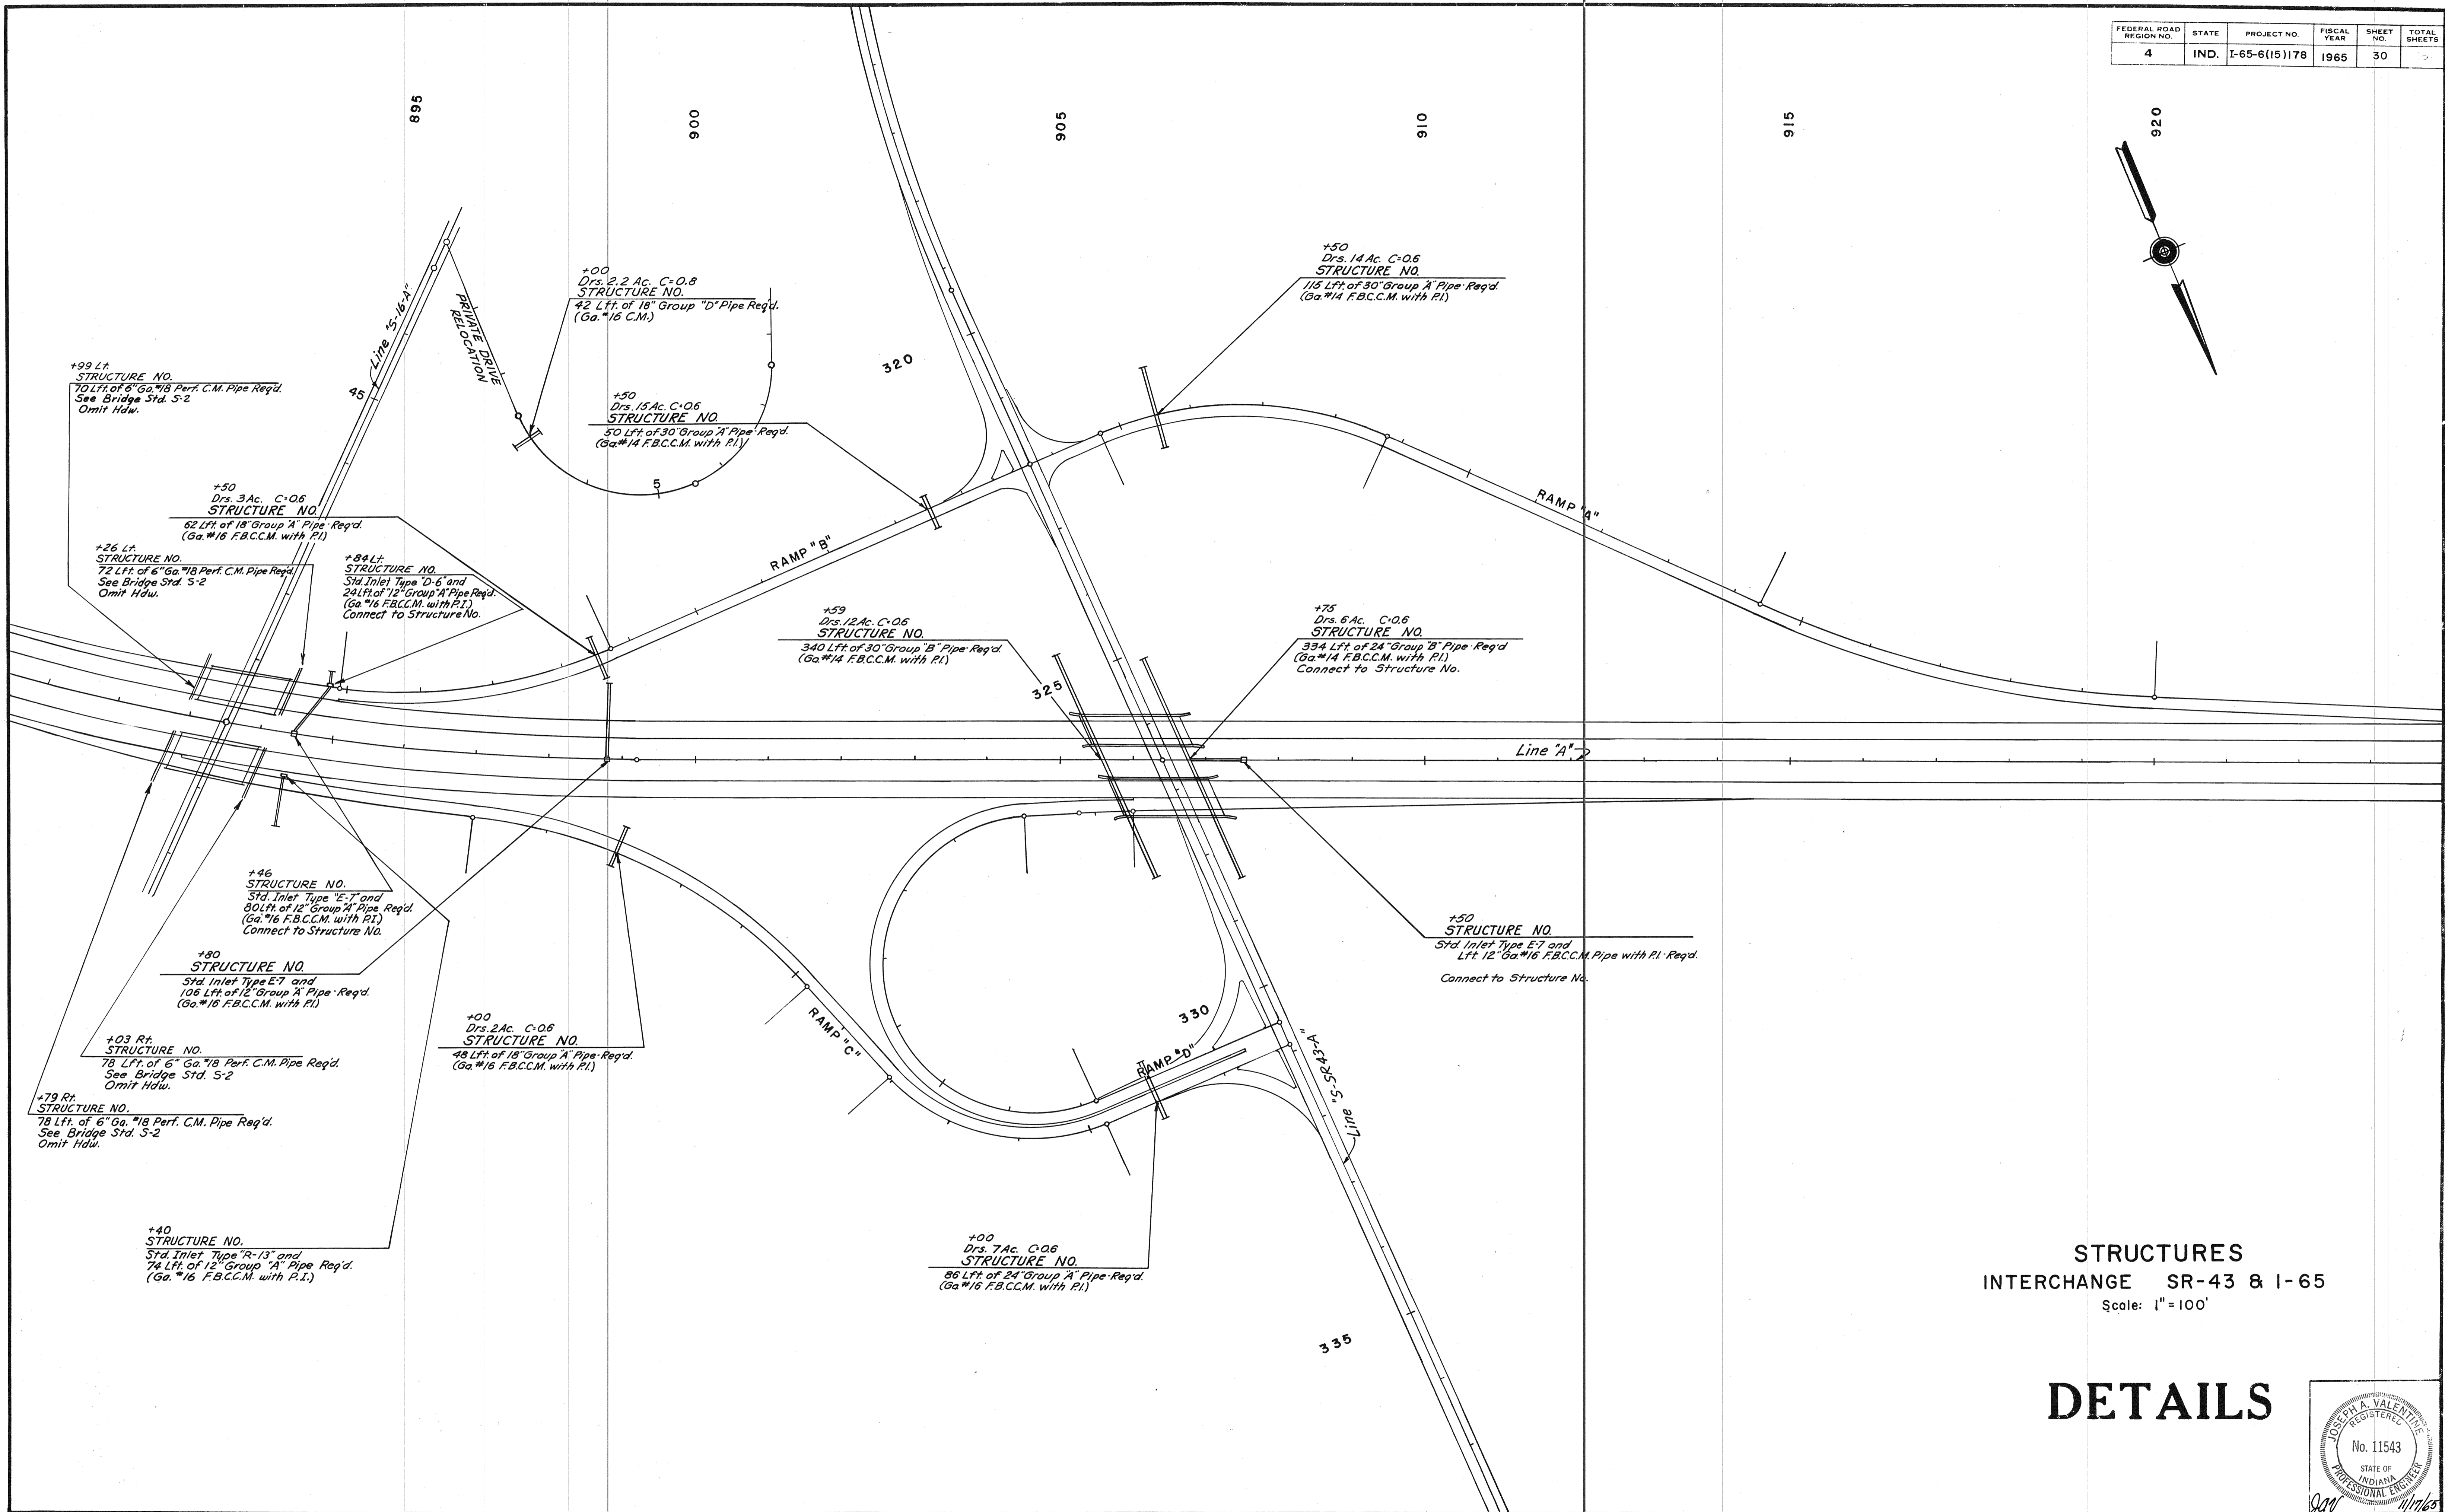 FEDERAL ROAD REGION NO. STATE PROJECT NO. FISCAL YEAR SHEET NO. TOTAL SHEETS
4 IND. I-65-6(15)178 1965 30
895
900
905
910
915
920
+00
Drs. 2.2 Ac. C=0.8
STRUCTURE NO.
42 Lft. of 18" Group "D" Pipe Req'd.
(Ga. #16 C.M.)
+50
Drs. 14 Ac. C=0.6
STRUCTURE NO.
115 Lft. of 30" Group "A" Pipe Req'd.
(Ga. #14 F.B.C.C.M. with P.I.)
Line "S-16-A"
PRIVATE DRIVE
RELOCATION
45
320
+99 Lt.
STRUCTURE NO.
70 Lft. of 6" Ga. #18 Perf. C.M. Pipe Req'd.
See Bridge Std. S-2
Omit Hdw.
+50
Drs. 15 Ac. C=0.6
STRUCTURE NO.
50 Lft. of 30" Group "A" Pipe Req'd.
(Ga. #14 F.B.C.C.M. with P.I.)
5
+50
Drs. 3 Ac. C=0.6
STRUCTURE NO.
62 Lft. of 18" Group "A" Pipe Req'd.
(Ga. #16 F.B.C.C.M. with P.I.)
RAMP "A"
RAMP "B"
+26 Lt.
STRUCTURE NO.
72 Lft. of 6" Ga. #18 Perf. C.M. Pipe Req'd.
See Bridge Std. S-2
Omit Hdw.
+84 Lt.
STRUCTURE NO.
Std. Inlet Type "D-6" and
24 Lft. of "12" Group "A" Pipe Req'd.
(Ga. #16 F.B.C.C.M. with P.I.)
Connect to Structure No.
+59
Drs. 12 Ac. C=0.6
STRUCTURE NO.
340 Lft. of 30" Group "B" Pipe Req'd.
(Ga. #14 F.B.C.C.M. with P.I.)
+75
Drs. 6 Ac. C=0.6
STRUCTURE NO.
334 Lft. of 24" Group "B" Pipe Req'd
(Ga. #14 F.B.C.C.M. with P.I.)
Connect to Structure No.
325
Line "A"
+46
STRUCTURE NO.
Std. Inlet Type "E-7" and
80 Lft. of 12" Group "A" Pipe Req'd.
(Ga. #16 F.B.C.C.M. with P.I.)
Connect to Structure No.
+80
STRUCTURE NO.
Std. Inlet Type E-7 and
106 Lft. of 12" Group "A" Pipe Req'd.
(Ga. #16 F.B.C.C.M. with P.I.)
+50
STRUCTURE NO.
Std. Inlet Type E-7 and
Lft. 12" Ga. #16 F.B.C.C.M. Pipe with P.I. Req'd.
Connect to Structure No.
+03 Rt.
STRUCTURE NO.
78 Lft. of 6" Ga. #18 Perf. C.M. Pipe Req'd.
See Bridge Std. S-2
Omit Hdw.
+00
Drs. 2 Ac. C=0.6
STRUCTURE NO.
48 Lft. of 18" Group "A" Pipe Req'd.
(Ga. #16 F.B.C.C.M. with P.I.)
RAMP "C"
330
RAMP "D"
Line "S-SR43-A"
+79 Rt.
STRUCTURE NO.
78 Lft. of 6" Ga. #18 Perf. C.M. Pipe Req'd.
See Bridge Std. S-2
Omit Hdw.
+40
STRUCTURE NO.
Std. Inlet Type "R-13" and
74 Lft. of 12" Group "A" Pipe Req'd.
(Ga. #16 F.B.C.C.M. with P.I.)
+00
Drs. 7 Ac. C=0.6
STRUCTURE NO.
86 Lft. of 24" Group "A" Pipe Req'd.
(Ga. #16 F.B.C.C.M. with P.I.)
335
STRUCTURES
INTERCHANGE SR-43 & I-65
Scale: 1" = 100'
DETAILS
JOSEPH A. VALENTINE
REGISTERED
No. 11543
STATE OF
INDIANA
PROFESSIONAL ENGINEER
JAV 11/17/65